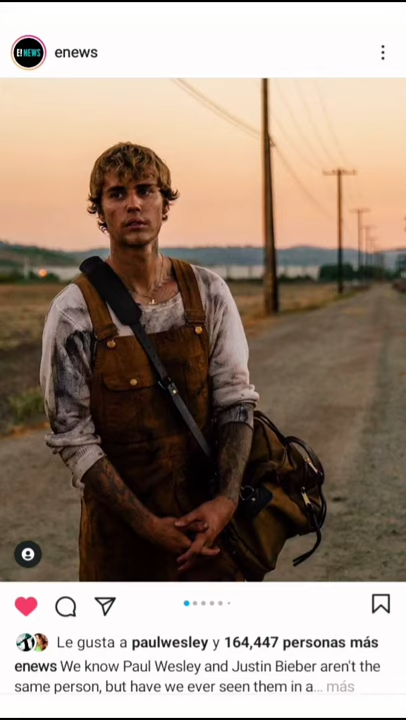 E! NEWS
enews
Le gusta a paulwesley y 164,447 personas más
enews We know Paul Wesley and Justin Bieber aren't the
same person, but have we ever seen them in a... más